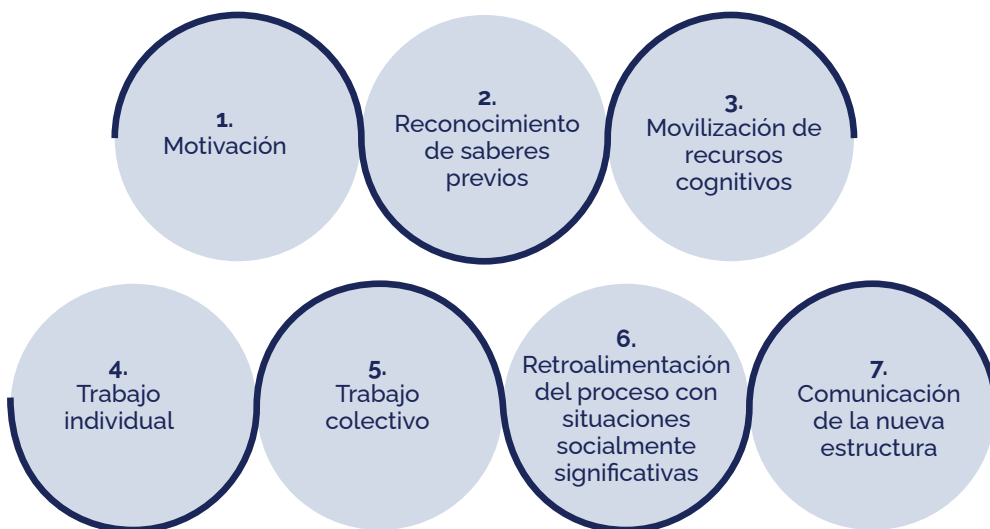 1.
Motivación
2.
Reconocimiento
de saberes
previos
3.
Movilización de
recursos
cognitivos
4.
Trabajo
individual
5.
Trabajo
colectivo
6.
Retroalimentación
del proceso con
situaciones
socialmente
significativas
7.
Comunicación
de la nueva
estructura